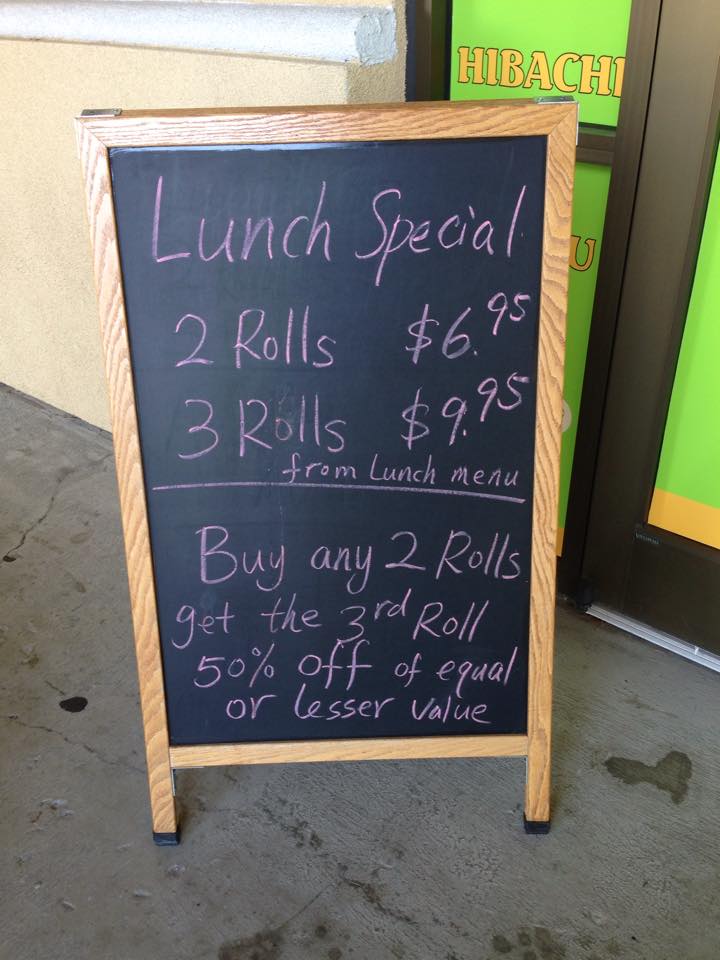 HIBACHI
Lunch Special
2 Rolls $6.95
3 Rolls $9.95
from Lunch menu
Buy any 2 Rolls
get the 3rd Roll
50% off of equal
or lesser value